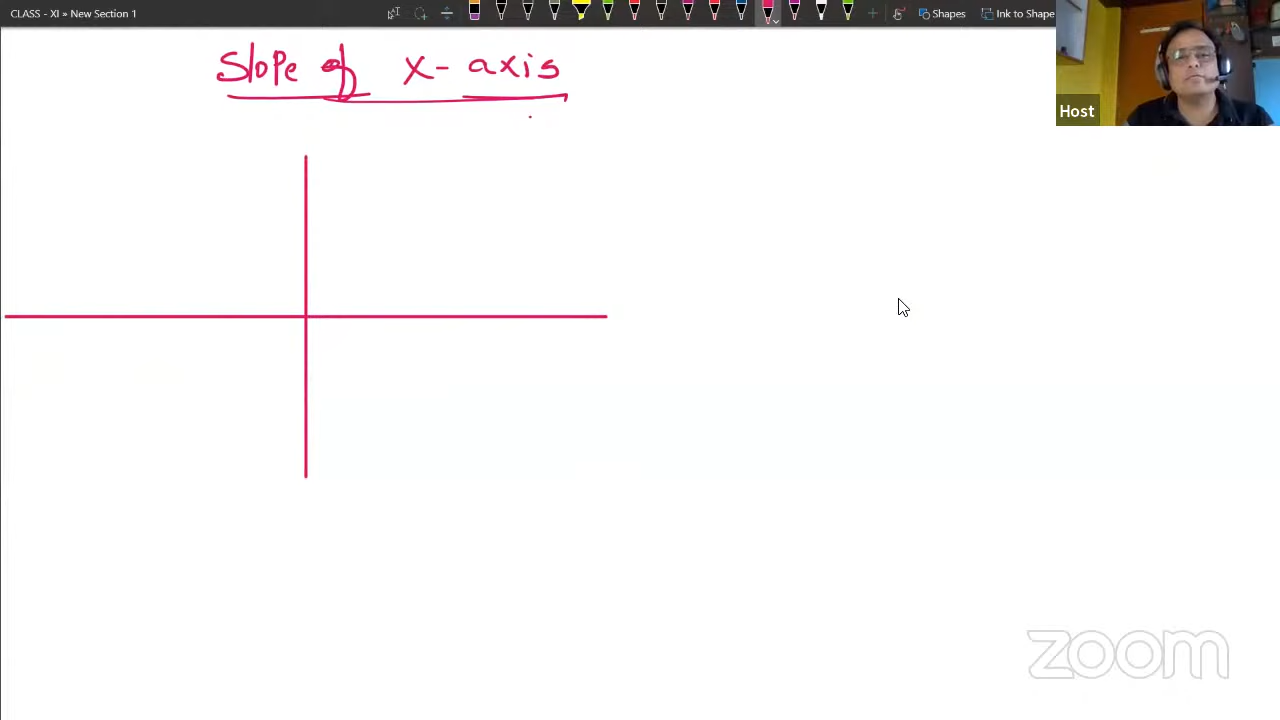 CLASS - XI » New Section 1
Shapes
Ink to Shape
Slope of x-axis
Host
zoom